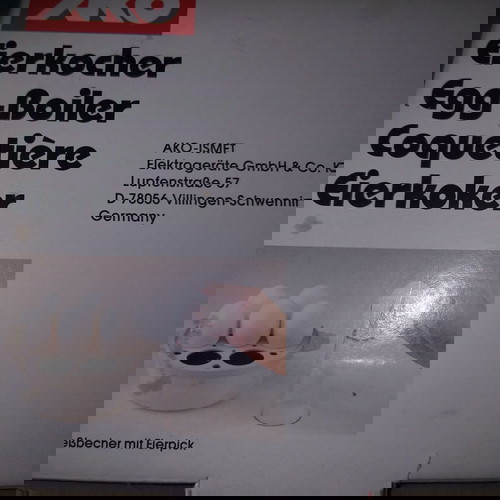 AKO
Eierkocher
Egg-Boiler
Coquetière
Eierkoker
AKO-ISMET
Elektrogeräte GmbH & Co. K
Lupfenstraße 57
D-78056 Villingen-Schwenni
Germany
eßbecher mit Eierpick